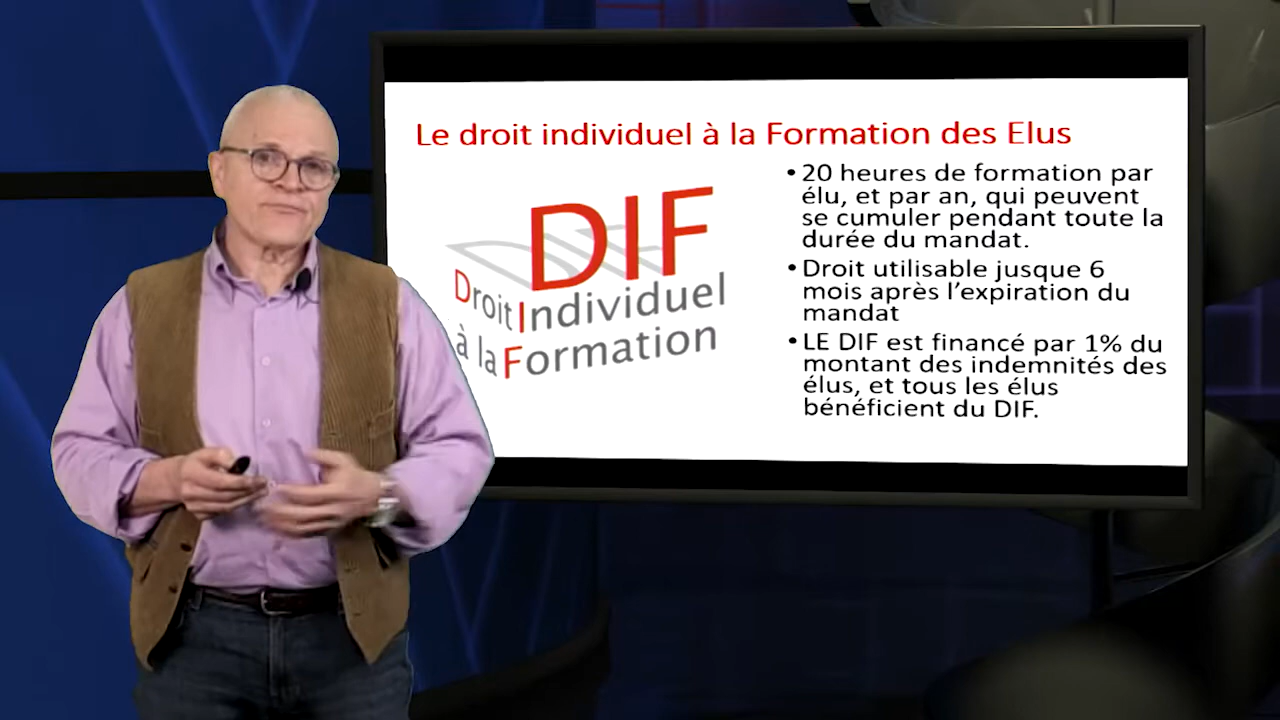 Le droit individuel à la Formation des Elus
DIF
Droit Individuel
à la Formation
• 20 heures de formation par
élu, et par an, qui peuvent
se cumuler pendant toute la
durée du mandat.
• Droit utilisable jusque 6
mois après l’expiration du
mandat
• LE DIF est financé par 1% du
montant des indemnités des
élus, et tous les élus
bénéficient du DIF.